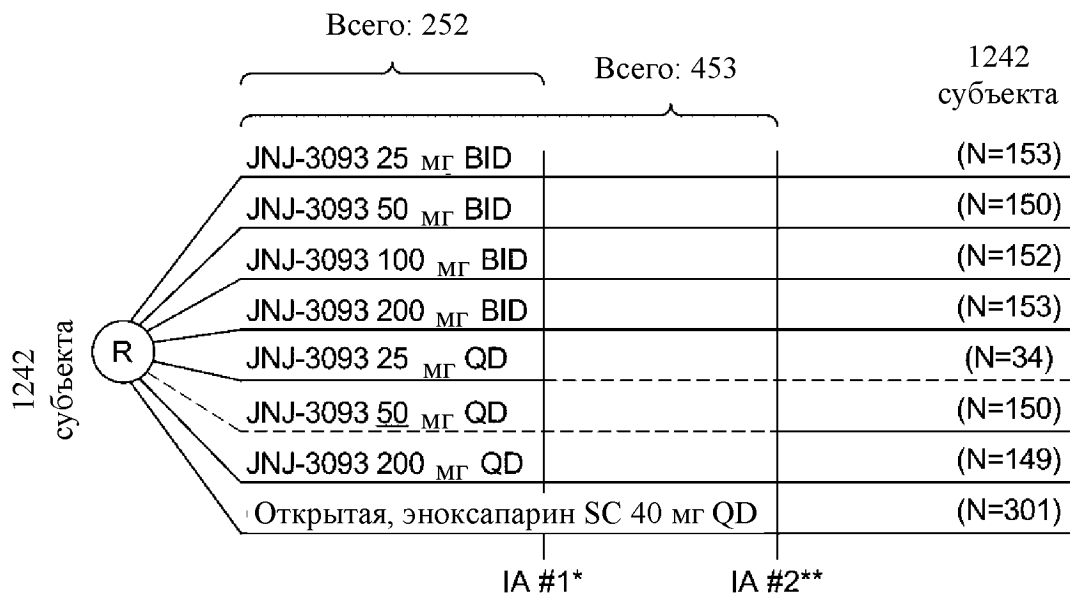 Всего: 252
Всего: 453
1242
субъекта
JNJ-3093 25 мг BID (N=153)
JNJ-3093 50 мг BID (N=150)
JNJ-3093 100 мг BID (N=152)
JNJ-3093 200 мг BID (N=153)
JNJ-3093 25 мг QD (N=34)
JNJ-3093 50 мг QD (N=150)
JNJ-3093 200 мг QD (N=149)
Открытая, эноксапарин SC 40 мг QD (N=301)
R
1242
субъекта
IA #1* IA #2**